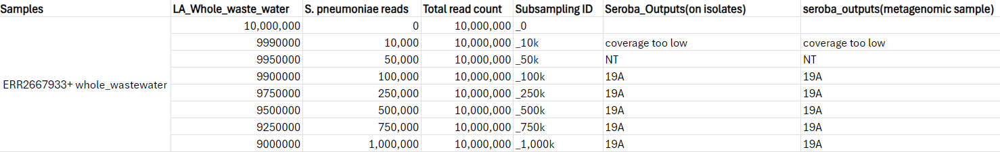 Samples LA_Whole_waste_water S. pneumoniae reads Total read count Subsampling ID Seroba_Outputs(on isolates) seroba_outputs(metagenomic sample)
10,000,000 0 10,000,000 _0
9990000 10,000 10,000,000 _10k coverage too low coverage too low
9950000 50,000 10,000,000 _50k NT NT
9900000 100,000 10,000,000 _100k 19A 19A
ERR2667933+ whole_wastewater
9750000 250,000 10,000,000 _250k 19A 19A
9500000 500,000 10,000,000 _500k 19A 19A
9250000 750,000 10,000,000 _750k 19A 19A
9000000 1,000,000 10,000,000 _1,000k 19A 19A